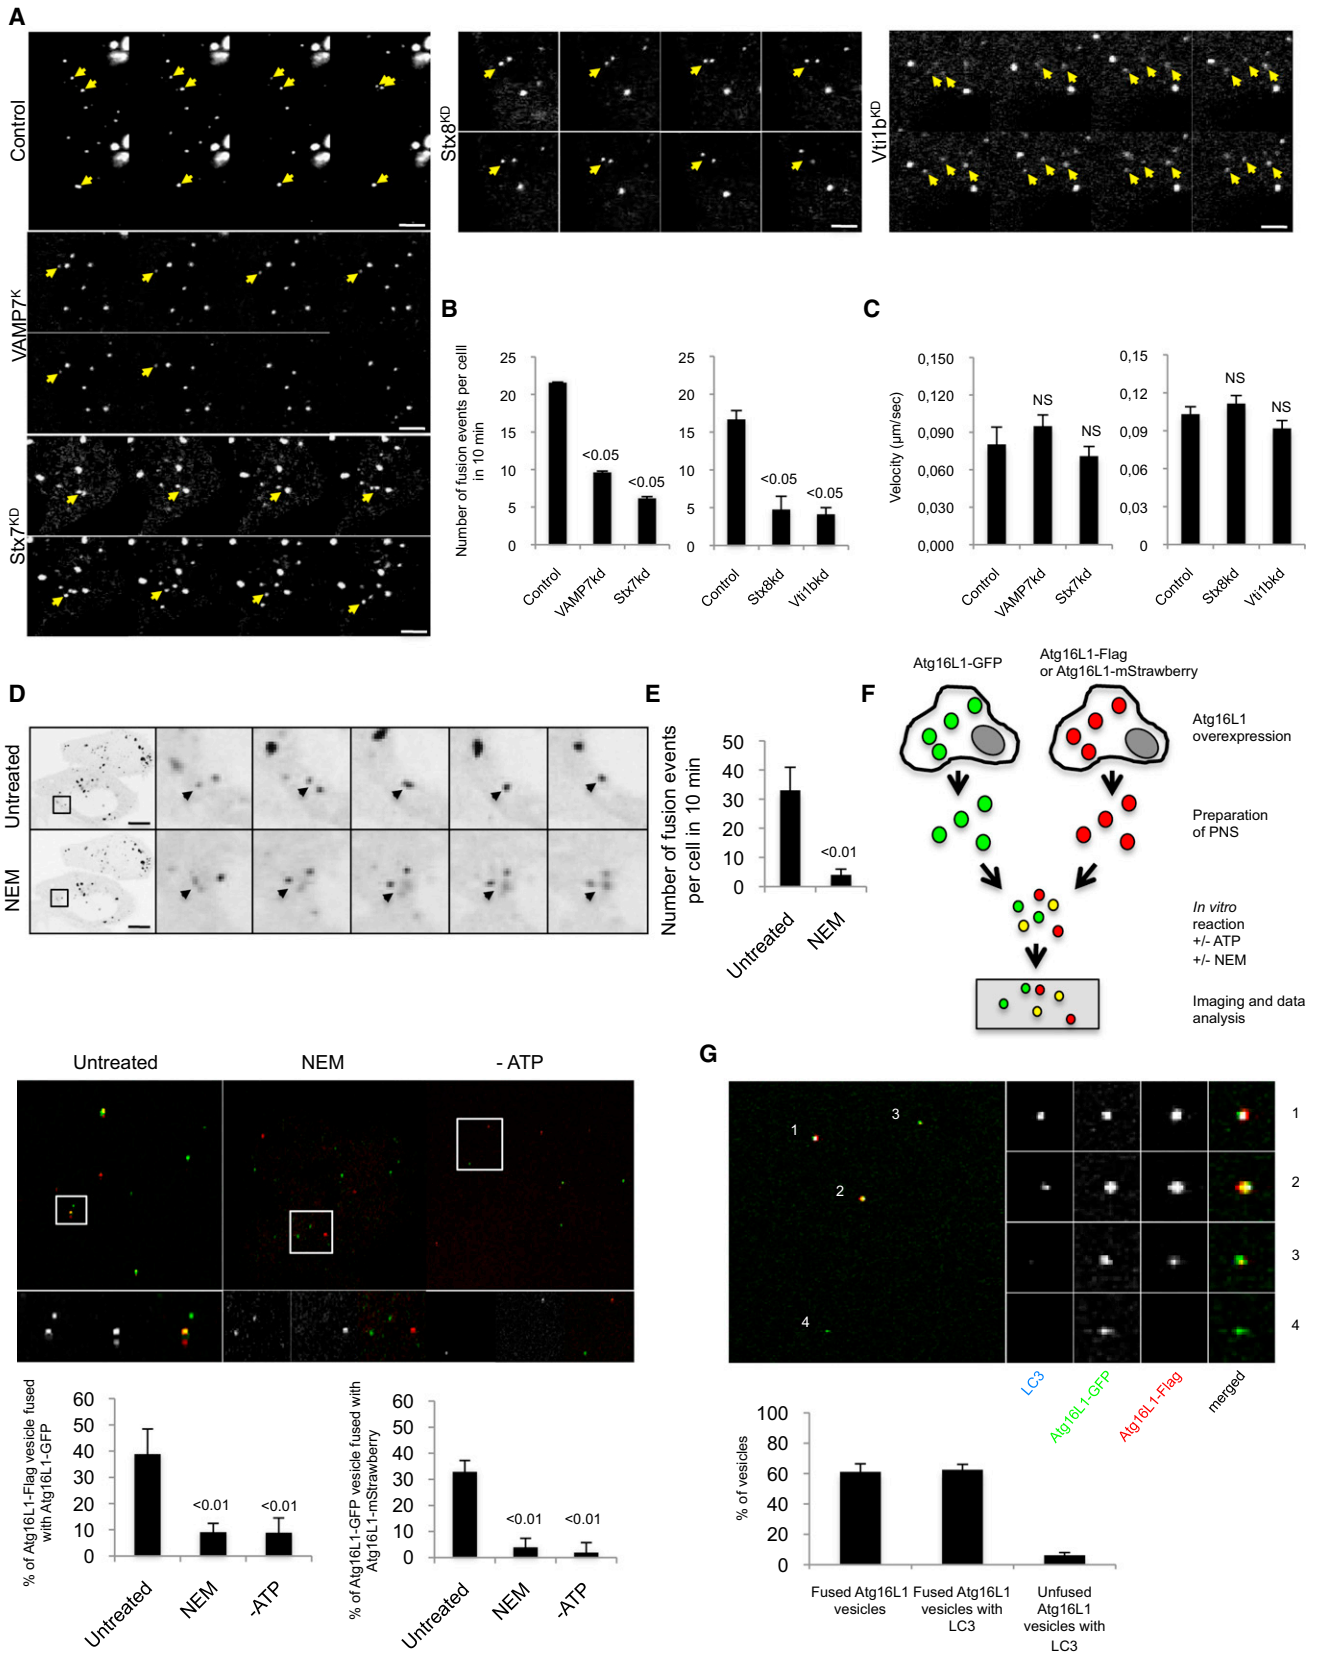 A
Control
VAMP7K
Stx7KD
Stx8KD
Vti1bKD
B
Number of fusion events per celll
in 10 min
25
20
15
10
5
0
<0.05
<0.05
Control
VAMP7kd
Stx7kd
25
20
15
10
5
0
<0.05
<0.05
Control
Stx8kd
Vti1bkd
C
Velocity (µm/sec)
0,150
0,120
0,090
0,060
0,030
0,000
NS
NS
Control
VAMP7kd
Stx7kd
0,15
0,12
0,09
0,06
0,03
0
NS
NS
Control
Stx8kd
Vti1bkd
D
Untreated
NEM
E
Number of fusion events
per cell in 10 min
50
40
30
20
10
0
<0.01
Untreated
NEM
F
Atg16L1-GFP
Atg16L1-Flag
or Atg16L1-mStrawberry
Atg16L1
overexpression
Preparation
of PNS
In vitro
reaction
+/- ATP
+/- NEM
Imaging and data
analysis
Untreated
NEM
- ATP
% of Atg16L1-Flag vesicle fused
with Atg16L1-GFP
60
50
40
30
20
10
0
<0.01
<0.01
Untreated
NEM
-ATP
% of Atg16L1-GFP vesicle fused with
Atg16L1-mStrawberry
60
50
40
30
20
10
0
<0.01
<0.01
Untreated
NEM
-ATP
G
1
2
3
4
1
2
3
4
LC3
Atg16L1-GFP
Atg16L1-Flag
merged
% of vesicles
100
80
60
40
20
0
Fused Atg16L1
vesicles
Fused Atg16L1
vesicles with
LC3
Unfused
Atg16L1
vesicles with
LC3